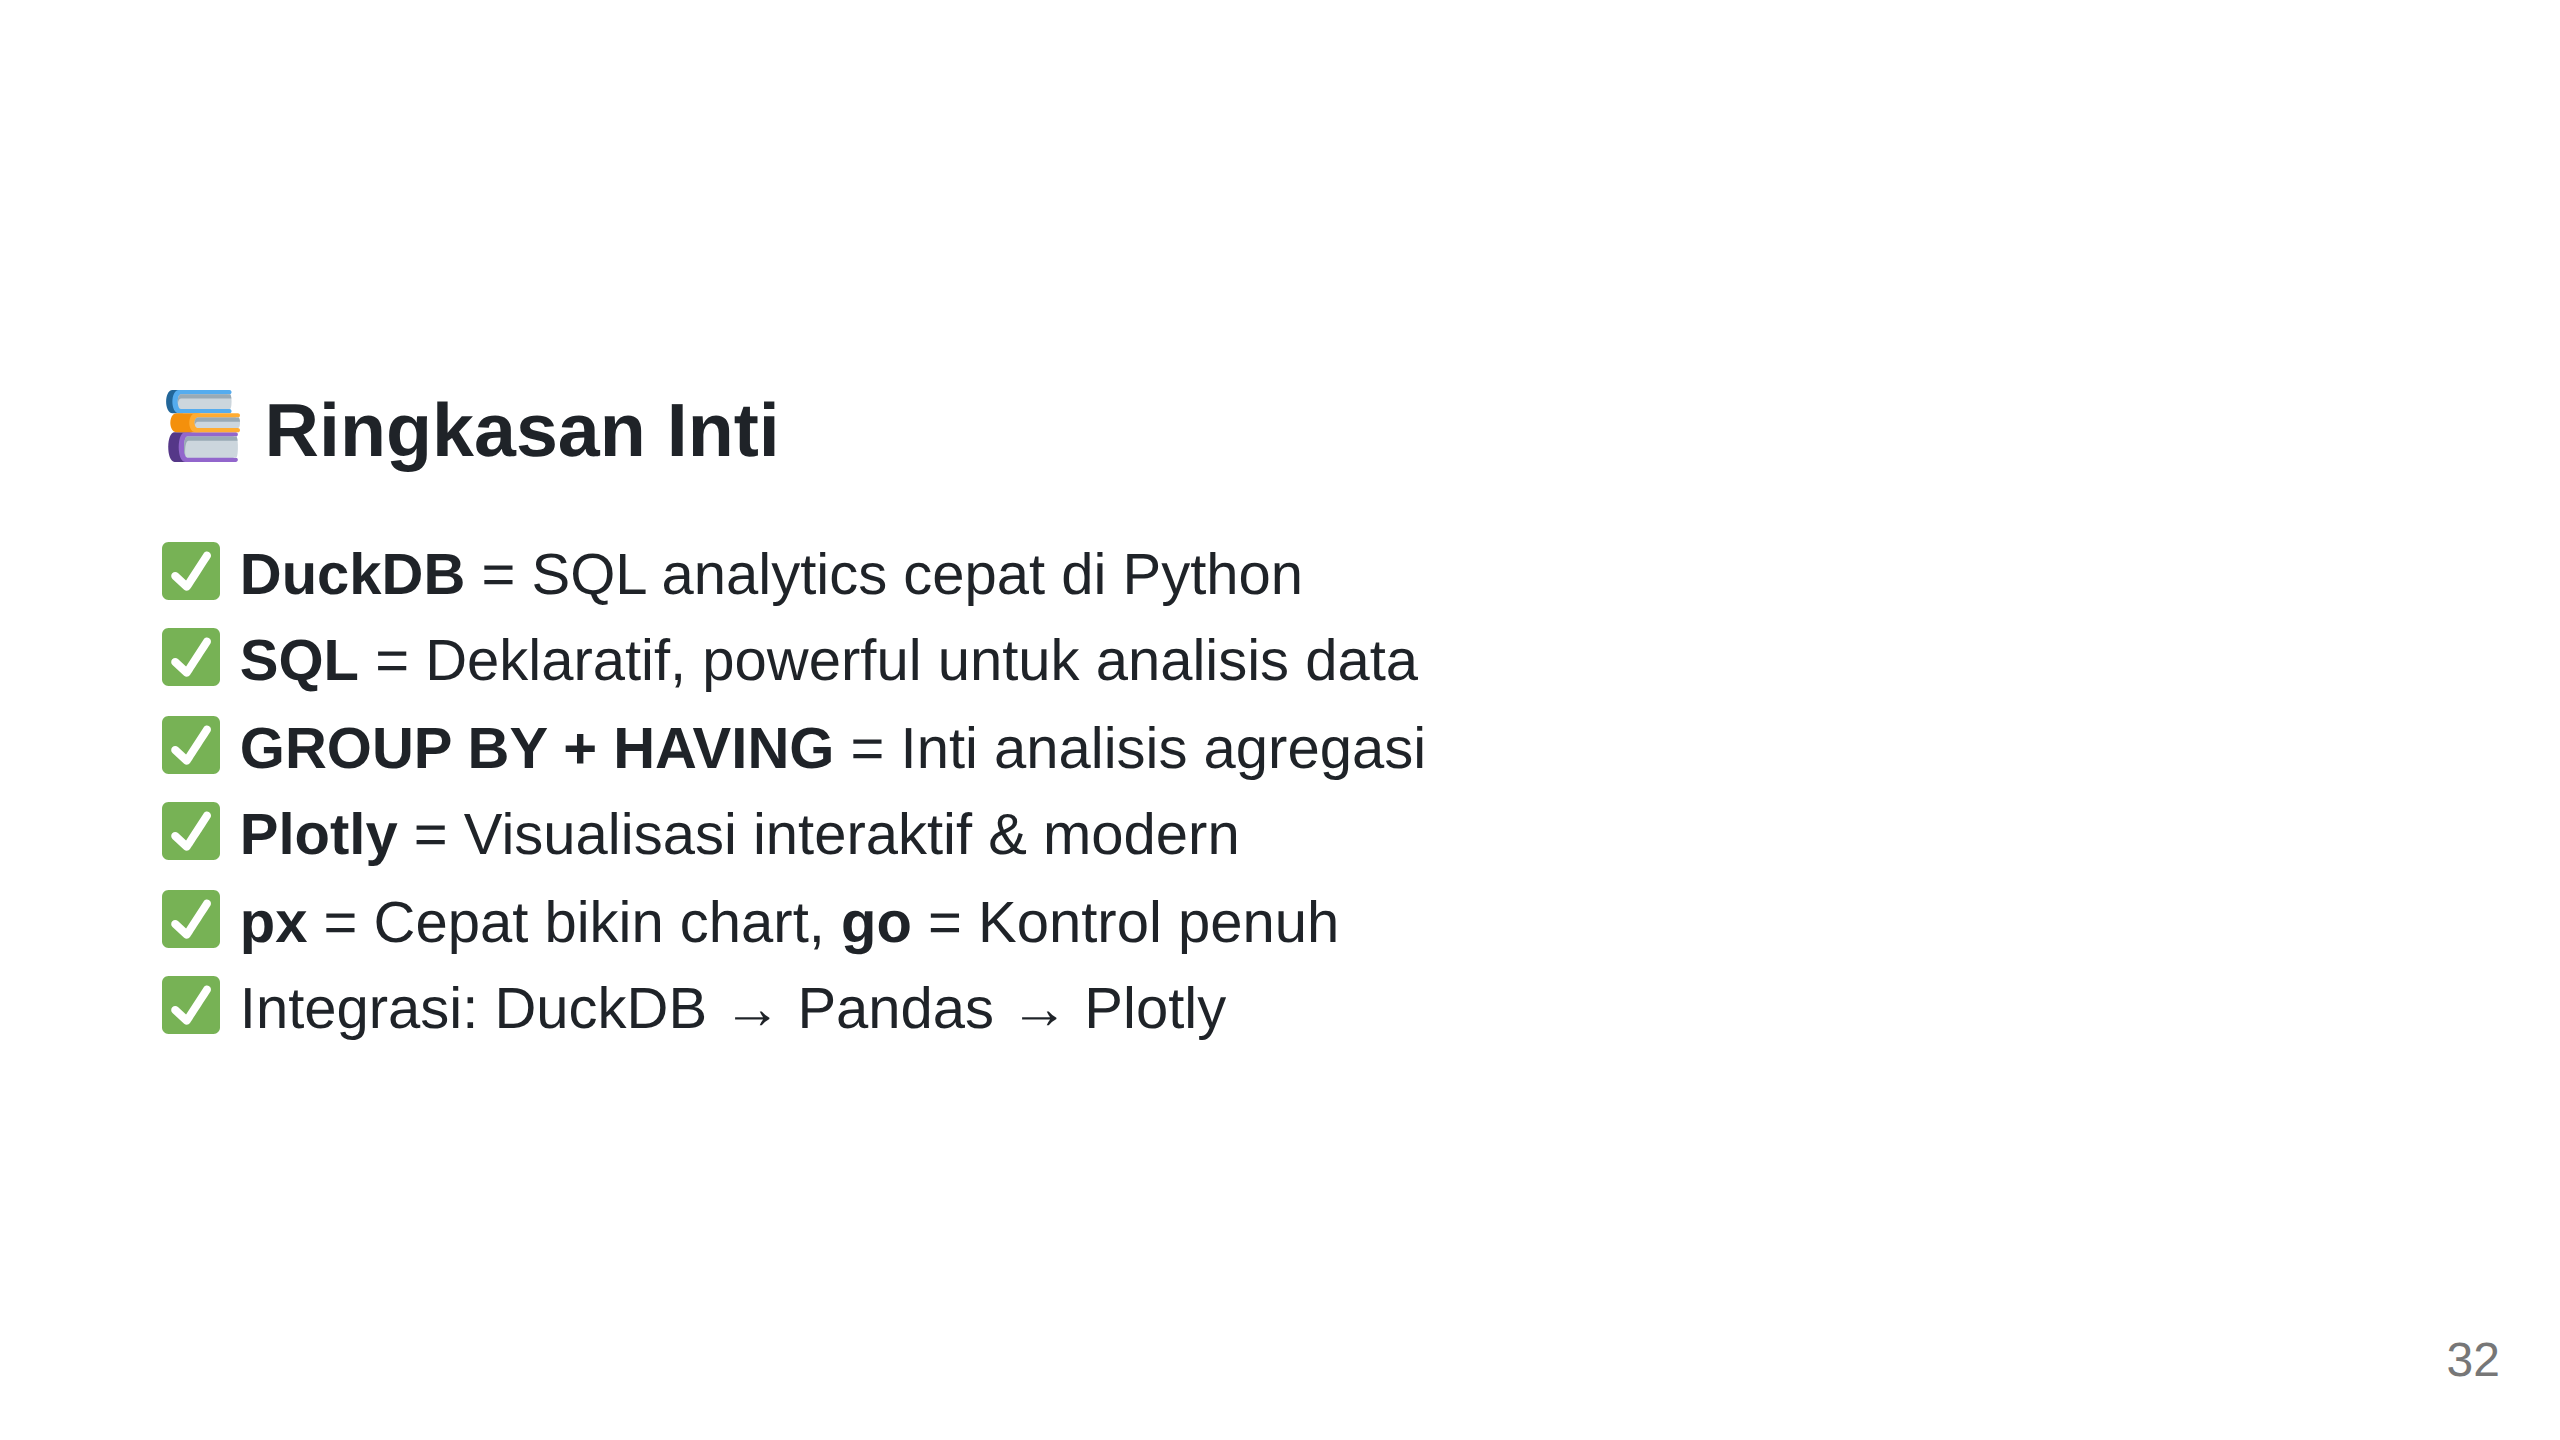 📚 Ringkasan Inti
✅ DuckDB = SQL analytics cepat di Python
✅ SQL = Deklaratif, powerful untuk analisis data
✅ GROUP BY + HAVING = Inti analisis agregasi
✅ Plotly = Visualisasi interaktif & modern
✅ px = Cepat bikin chart, go = Kontrol penuh
✅ Integrasi: DuckDB → Pandas → Plotly
32